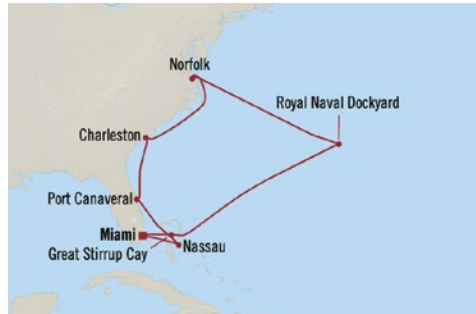 Norfolk
Royal Naval Dockyard
Charleston
Port Canaveral
Miami
Great Stirrup Cay
Nassau